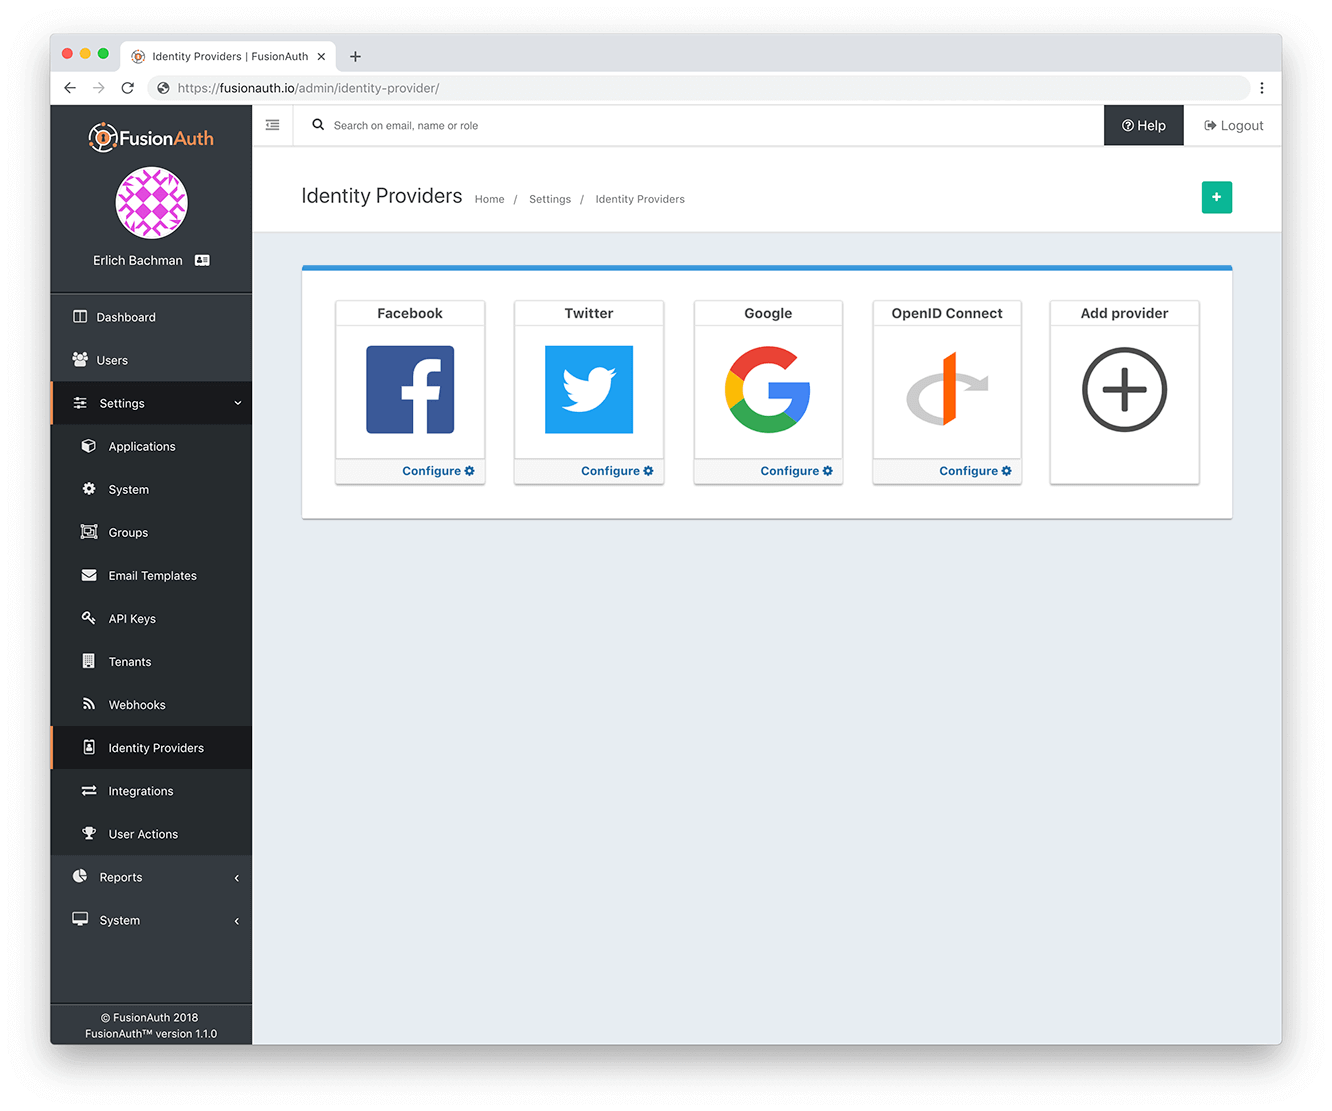 Identity Providers | FusionAuth
https://fusionauth.io/admin/identity-provider/
FusionAuth
Erlich Bachman
Dashboard
Users
Settings
Applications
System
Groups
Email Templates
API Keys
Tenants
Webhooks
Identity Providers
Integrations
User Actions
Reports
System
© FusionAuth 2018
FusionAuth™ version 1.1.0
Search on email, name or role
Help
Logout
Identity Providers Home / Settings / Identity Providers
Facebook
Configure
Twitter
Configure
Google
Configure
OpenID Connect
Configure
Add provider